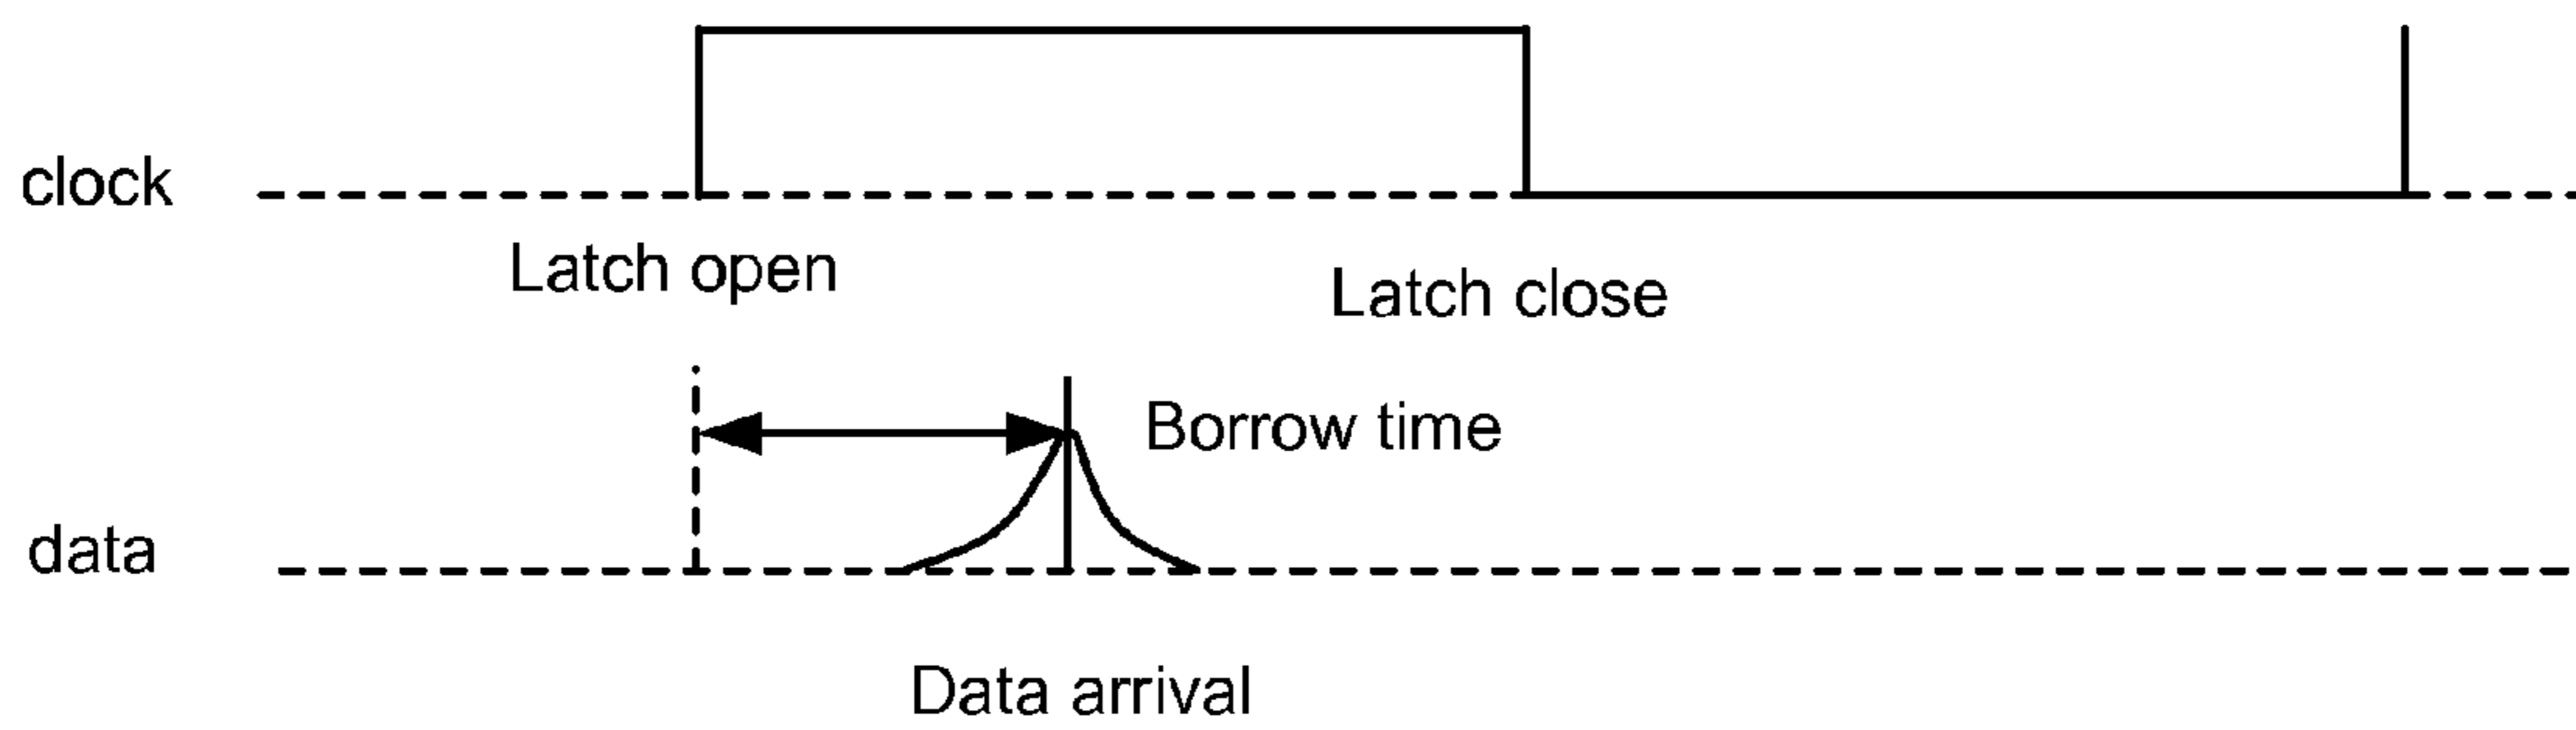 clock
Latch open
Latch close
Borrow time
data
Data arrival